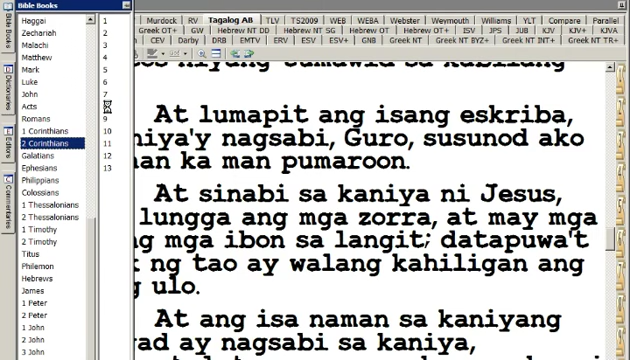 Bible Books
Haggai
Zechariah
Malachi
Matthew
Mark
Luke
John
Acts
Romans
1 Corinthians
2 Corinthians
Galatians
Ephesians
Philippians
Colossians
1 Thessalonians
2 Thessalonians
1 Timothy
2 Timothy
Titus
Philemon
Hebrews
James
1 Peter
2 Peter
1 John
2 John
3 John
1
2
3
4
5
6
7
9
10
11
12
13
Bible Books
Dictionaries
Editors
Commentaries
Murdock RV Tagalog AB TLV TS2009 WEB WEBA Webster Weymouth Williams YLT Compare Parallel
Greek OT+ GW Hebrew NT DD Hebrew NT SG Hebrew OT Hebrew OT+ ISV JPS JUB KJV+ KJVA
CEV Darby DRB EMTV ERV ESV+ GNB Greek NT Greek NT BYZ+ Greek NT INT+ Greek NT TR+
At lumapit ang isang eskriba,
niya'y nagsabi, Guro, susunod ako
man ka man pumaroon.
At sinabi sa kaniya ni Jesus,
lungga ang mga zorra, at may mga
mga ibon sa langit; datapuwa't
ng tao ay walang kahiligan ang
ulo.
At ang isa naman sa kaniyang
ay nagsabi sa kaniya,